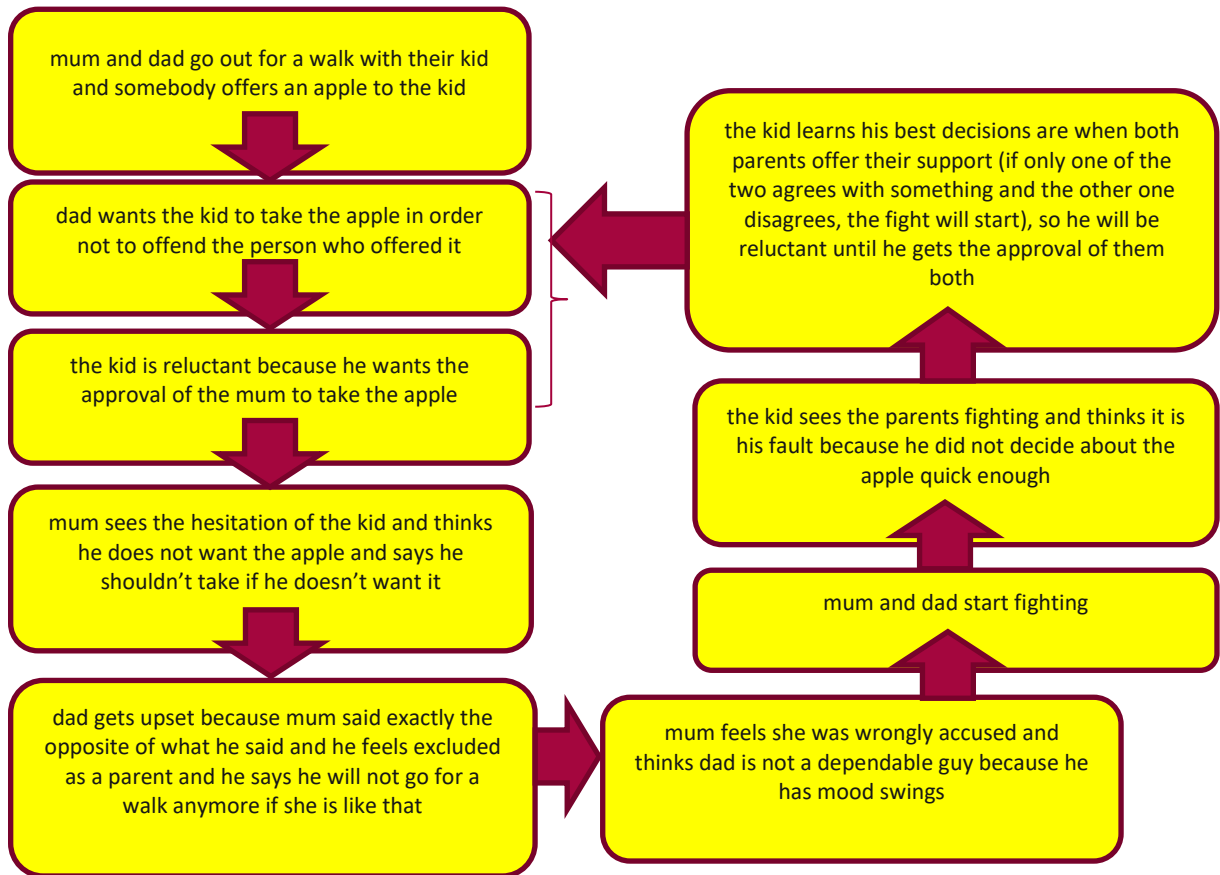 mum and dad go out for a walk with their kid
and somebody offers an apple to the kid
dad wants the kid to take the apple in order
not to offend the person who offered it
the kid is reluctant because he wants the
approval of the mum to take the apple
mum sees the hesitation of the kid and thinks
he does not want the apple and says he
shouldn’t take if he doesn’t want it
dad gets upset because mum said exactly the
opposite of what he said and he feels excluded
as a parent and he says he will not go for a
walk anymore if she is like that
mum feels she was wrongly accused and
thinks dad is not a dependable guy because he
has mood swings
mum and dad start fighting
the kid sees the parents fighting and thinks it is
his fault because he did not decide about the
apple quick enough
the kid learns his best decisions are when both
parents offer their support (if only one of the
two agrees with something and the other one
disagrees, the fight will start), so he will be
reluctant until he gets the approval of them
both